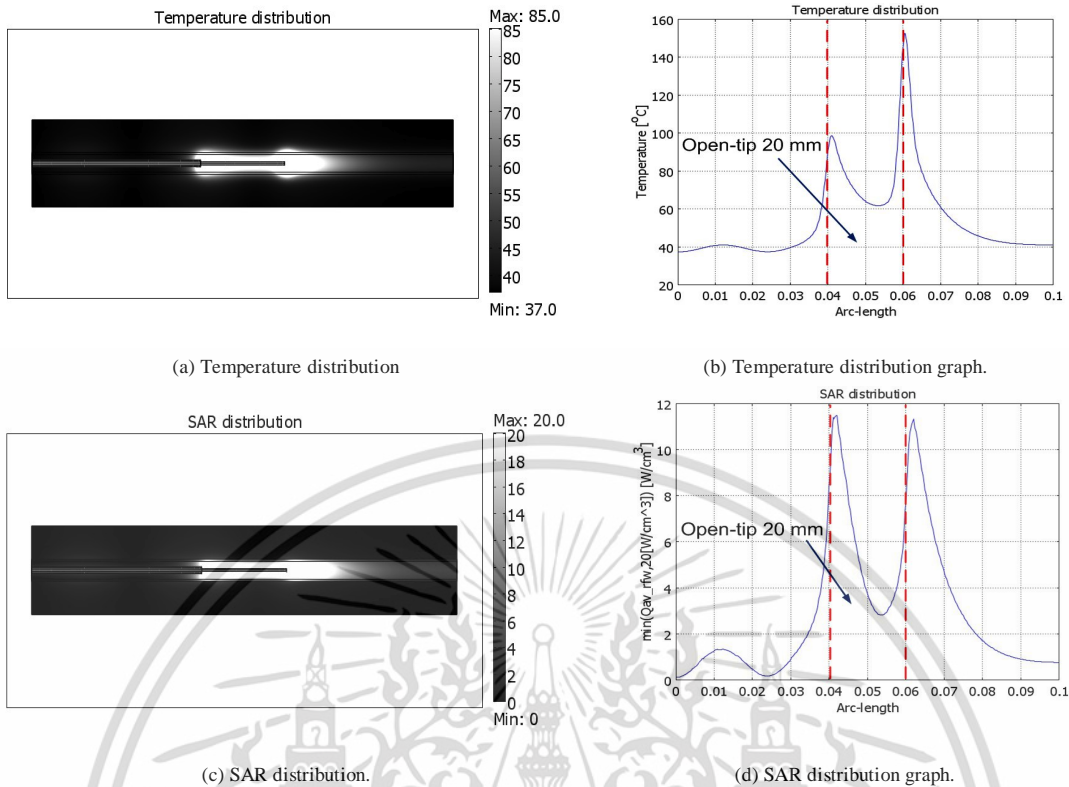 Temperature distribution
Max: 85.0
85
80
75
70
65
60
55
50
45
40
Min: 37.0
(a) Temperature distribution
Temperature distribution
160
140
120
100
80
60
40
20
Temperature [°C]
Open-tip 20 mm
0 0.01 0.02 0.03 0.04 0.05 0.06 0.07 0.08 0.09 0.1
Arc-length
(b) Temperature distribution graph.
SAR distribution
Max: 20.0
20
18
16
14
12
10
8
6
4
2
0
Min: 0
(c) SAR distribution.
SAR distribution
12
10
8
6
4
2
0
min(Qav_rfw,20[W/cm^3]) [W/cm³]
Open-tip 20 mm
0 0.01 0.02 0.03 0.04 0.05 0.06 0.07 0.08 0.09 0.1
Arc-length
(d) SAR distribution graph.